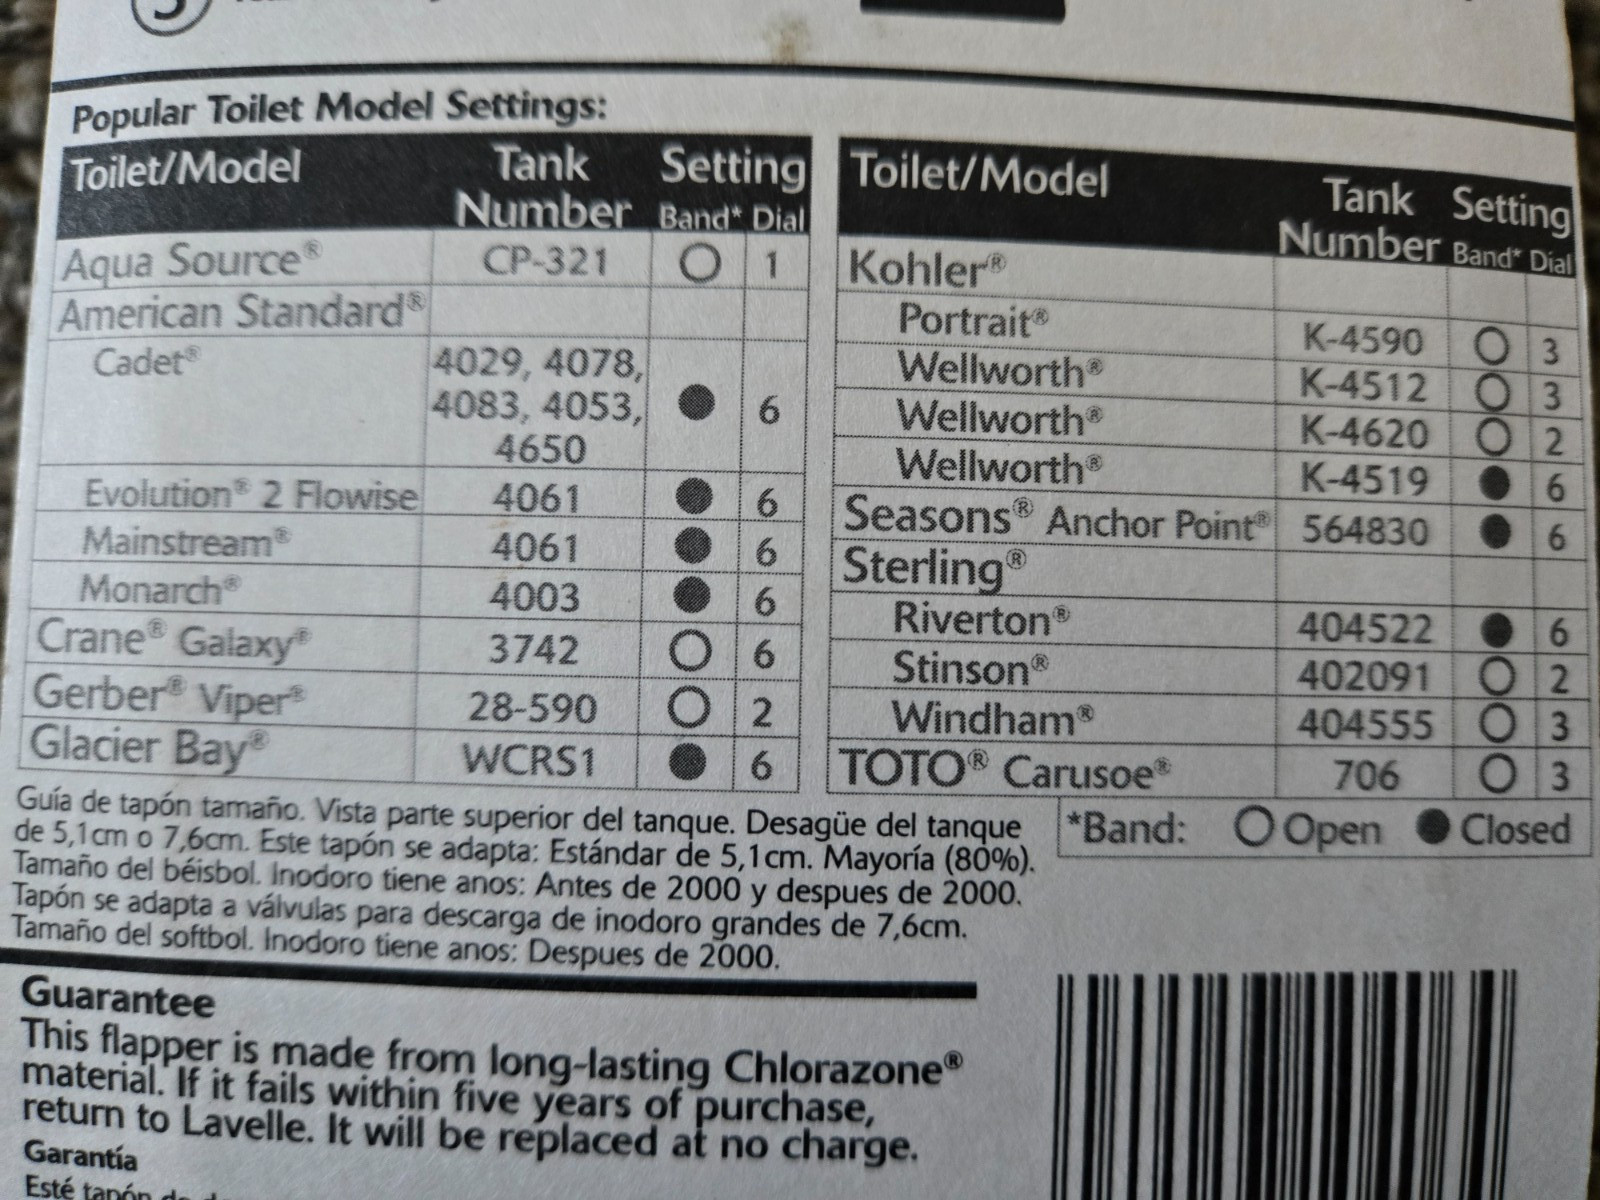 Popular Toilet Model Settings:
Toilet/Model Tank Number Setting Band* Dial
Aqua Source® CP-321 ○ 1
American Standard®
Cadet® 4029, 4078,
4083, 4053, ● 6
4650
Evolution® 2 Flowise 4061 ● 6
Mainstream® 4061 ● 6
Monarch® 4003 ● 6
Crane® Galaxy® 3742 ○ 6
Gerber® Viper® 28-590 ○ 2
Glacier Bay® WCRS1 ● 6
Toilet/Model Tank Number Setting Band* Dial
Kohler®
Portrait® K-4590 ○ 3
Wellworth® K-4512 ○ 3
Wellworth® K-4620 ○ 2
Wellworth® K-4519 ● 6
Seasons® Anchor Point® 564830 ● 6
Sterling®
Riverton® 404522 ● 6
Stinson® 402091 ○ 2
Windham® 404555 ○ 3
TOTO® Carusoe® 706 ○ 3
*Band: ○ Open ● Closed
Guía de tapón tamaño. Vista parte superior del tanque. Desagüe del tanque
de 5,1cm o 7,6cm. Este tapón se adapta: Estándar de 5,1cm. Mayoría (80%).
Tamaño del béisbol. Inodoro tiene anos: Antes de 2000 y despues de 2000.
Tapón se adapta a válvulas para descarga de inodoro grandes de 7,6cm.
Tamaño del softbol. Inodoro tiene anos: Despues de 2000.
Guarantee
This flapper is made from long-lasting Chlorazone®
material. If it fails within five years of purchase,
return to Lavelle. It will be replaced at no charge.
Garantía
Esté tapón de